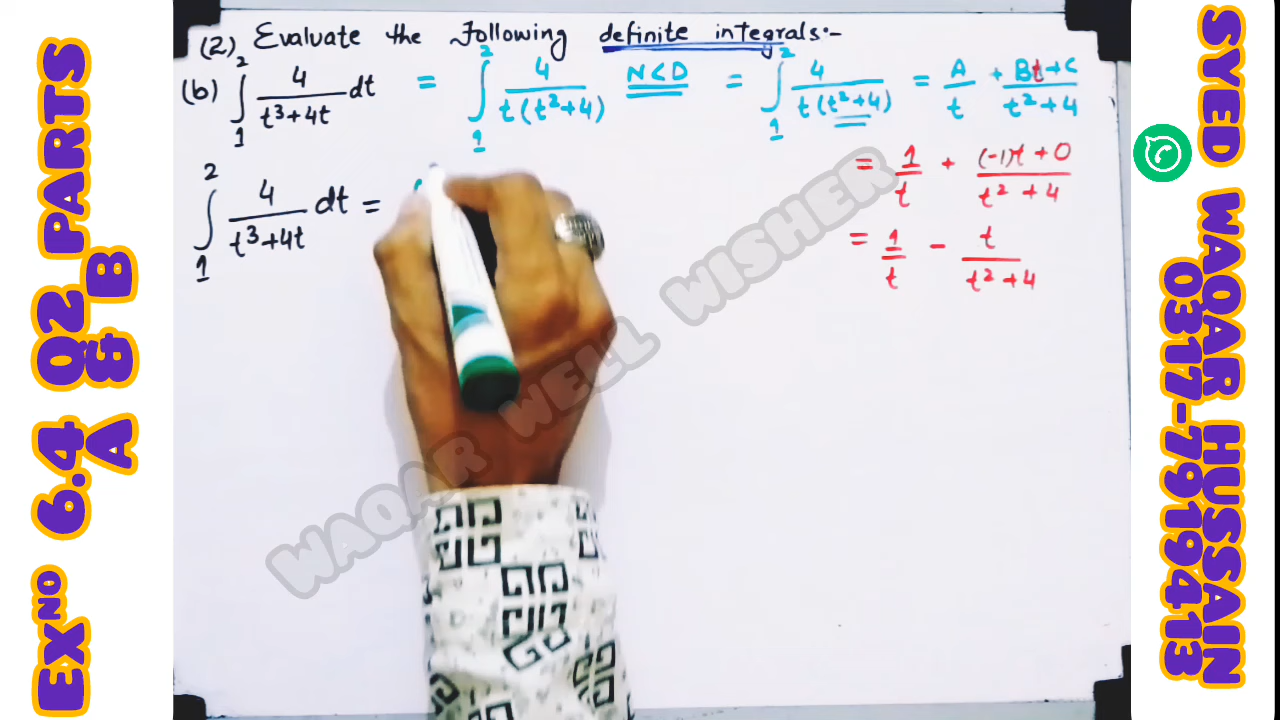 Ex NO 6.4 Q2 PARTS
A & B
(2) Evaluate the Following definite integrals:-
(b) ∫₁² 4/(t³+4t) dt = ∫₁² 4/(t(t²+4)) N<D = ∫₁² 4/(t(t²+4)) = A/t + (Bt+C)/(t²+4)
= 1/t + ((-1)t+0)/(t²+4)
∫₁² 4/(t³+4t) dt =
= 1/t - t/(t²+4)
WAQAR WELL WISHER
SYED WAQAR HUSSAIN
0317-7919413